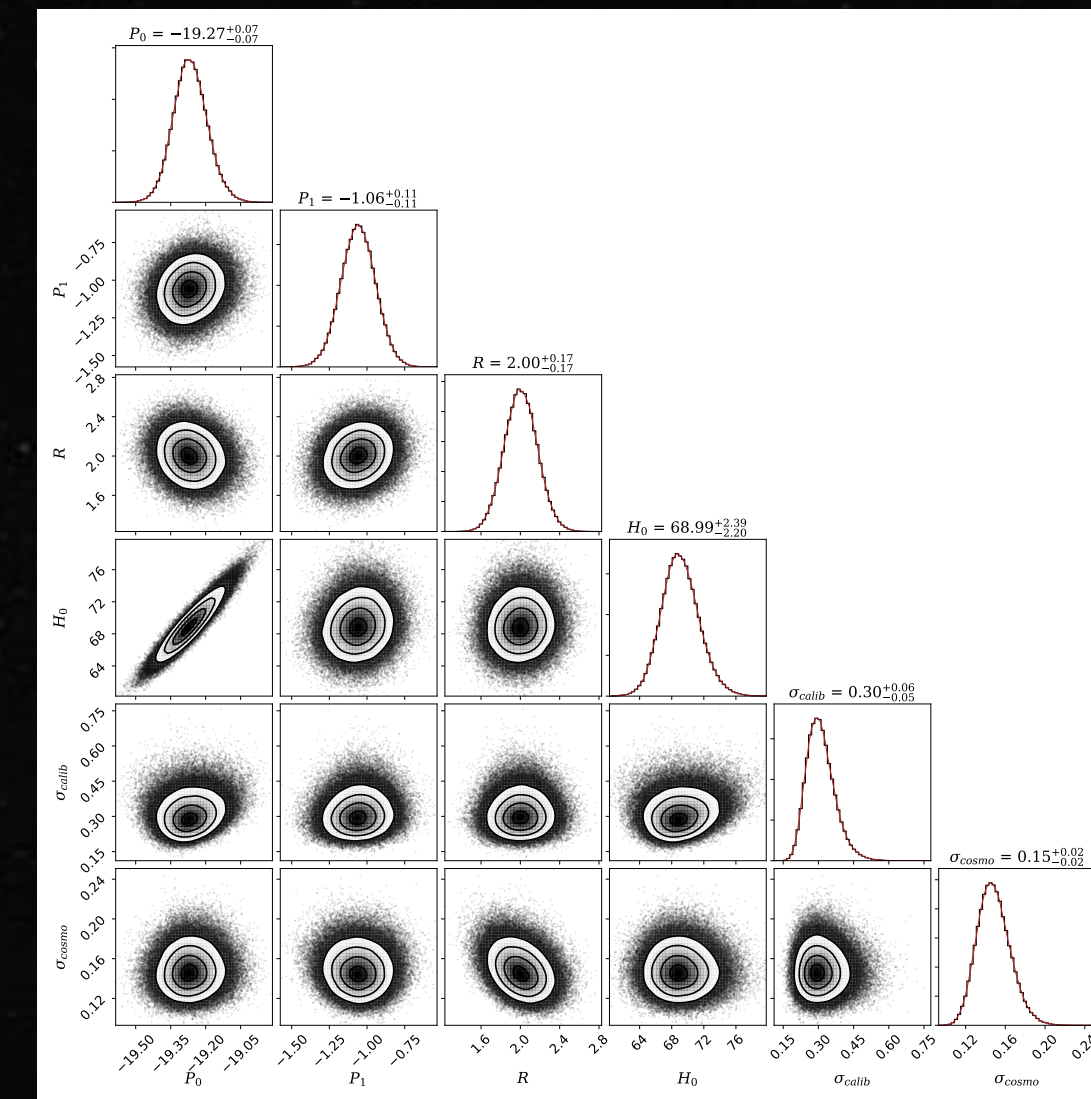 P₀ = −19.27⁺⁰·⁰⁷₋₀.₀₇
P₁ = −1.06⁺⁰·¹¹₋₀.₁₁
−0.75
−1.00
−1.25
−1.50
P₁
R = 2.00⁺⁰·¹⁷₋₀.₁₇
2.8
2.4
2.0
1.6
R
H₀ = 68.99⁺²·³⁹₋₂.₂₀
76
72
68
64
H₀
σ_calib = 0.30⁺⁰·⁰⁶₋₀.₀₅
0.75
0.60
0.45
0.30
0.15
σ_calib
σ_cosmo = 0.15⁺⁰·⁰²₋₀.₀₂
0.24
0.20
0.16
0.12
σ_cosmo
−19.50 −19.35 −19.20 −19.05 −1.50 −1.25 −1.00 −0.75 1.6 2.0 2.4 2.8 64 68 72 76 0.15 0.30 0.45 0.60 0.75 0.12 0.16 0.20
P₀ P₁ R H₀ σ_calib σ_cosmo